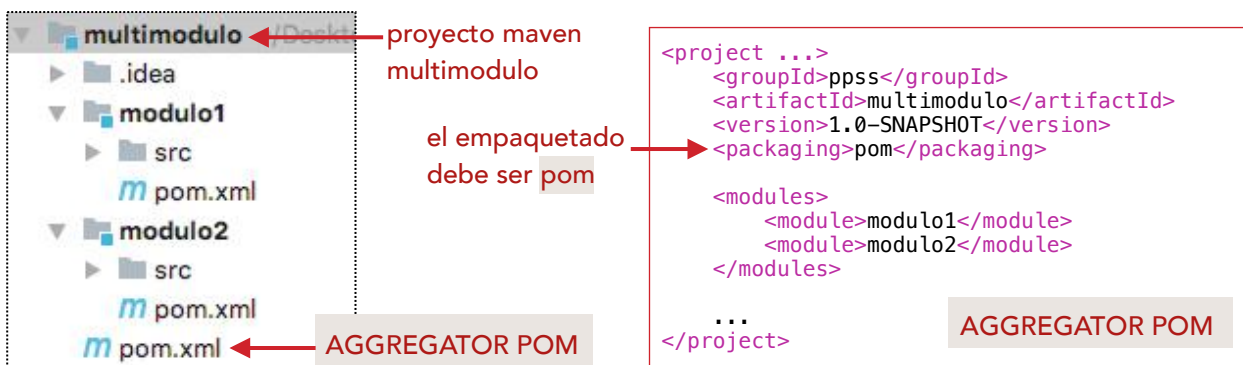 multimodulo
proyecto maven
multimodulo
.idea
modulo1
src
pom.xml
modulo2
src
pom.xml
pom.xml
AGGREGATOR POM
el empaquetado
debe ser pom
<project ...>
<groupId>ppss</groupId>
<artifactId>multimodulo</artifactId>
<version>1.0-SNAPSHOT</version>
<packaging>pom</packaging>
<modules>
<module>modulo1</module>
<module>modulo2</module>
</modules>
...
</project>
AGGREGATOR POM